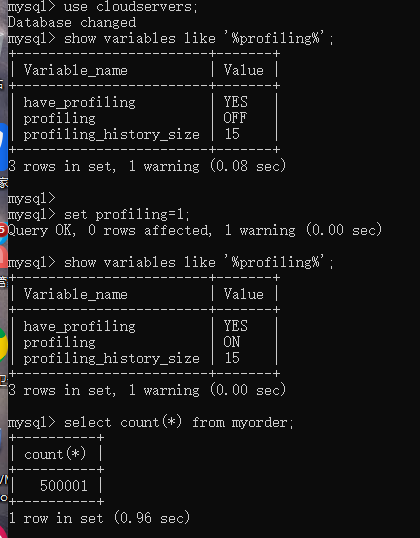 mysql> use cloudservers;
Database changed
mysql> show variables like '%profiling%';
+------------------------+-------+
| Variable_name          | Value |
+------------------------+-------+
| have_profiling         | YES   |
| profiling              | OFF   |
| profiling_history_size | 15    |
+------------------------+-------+
3 rows in set, 1 warning (0.08 sec)
mysql>
mysql> set profiling=1;
Query OK, 0 rows affected, 1 warning (0.00 sec)
mysql> show variables like '%profiling%';
+------------------------+-------+
| Variable_name          | Value |
+------------------------+-------+
| have_profiling         | YES   |
| profiling              | ON    |
| profiling_history_size | 15    |
+------------------------+-------+
3 rows in set, 1 warning (0.00 sec)
mysql> select count(*) from myorder;
+----------+
| count(*) |
+----------+
|   500001 |
+----------+
1 row in set (0.96 sec)